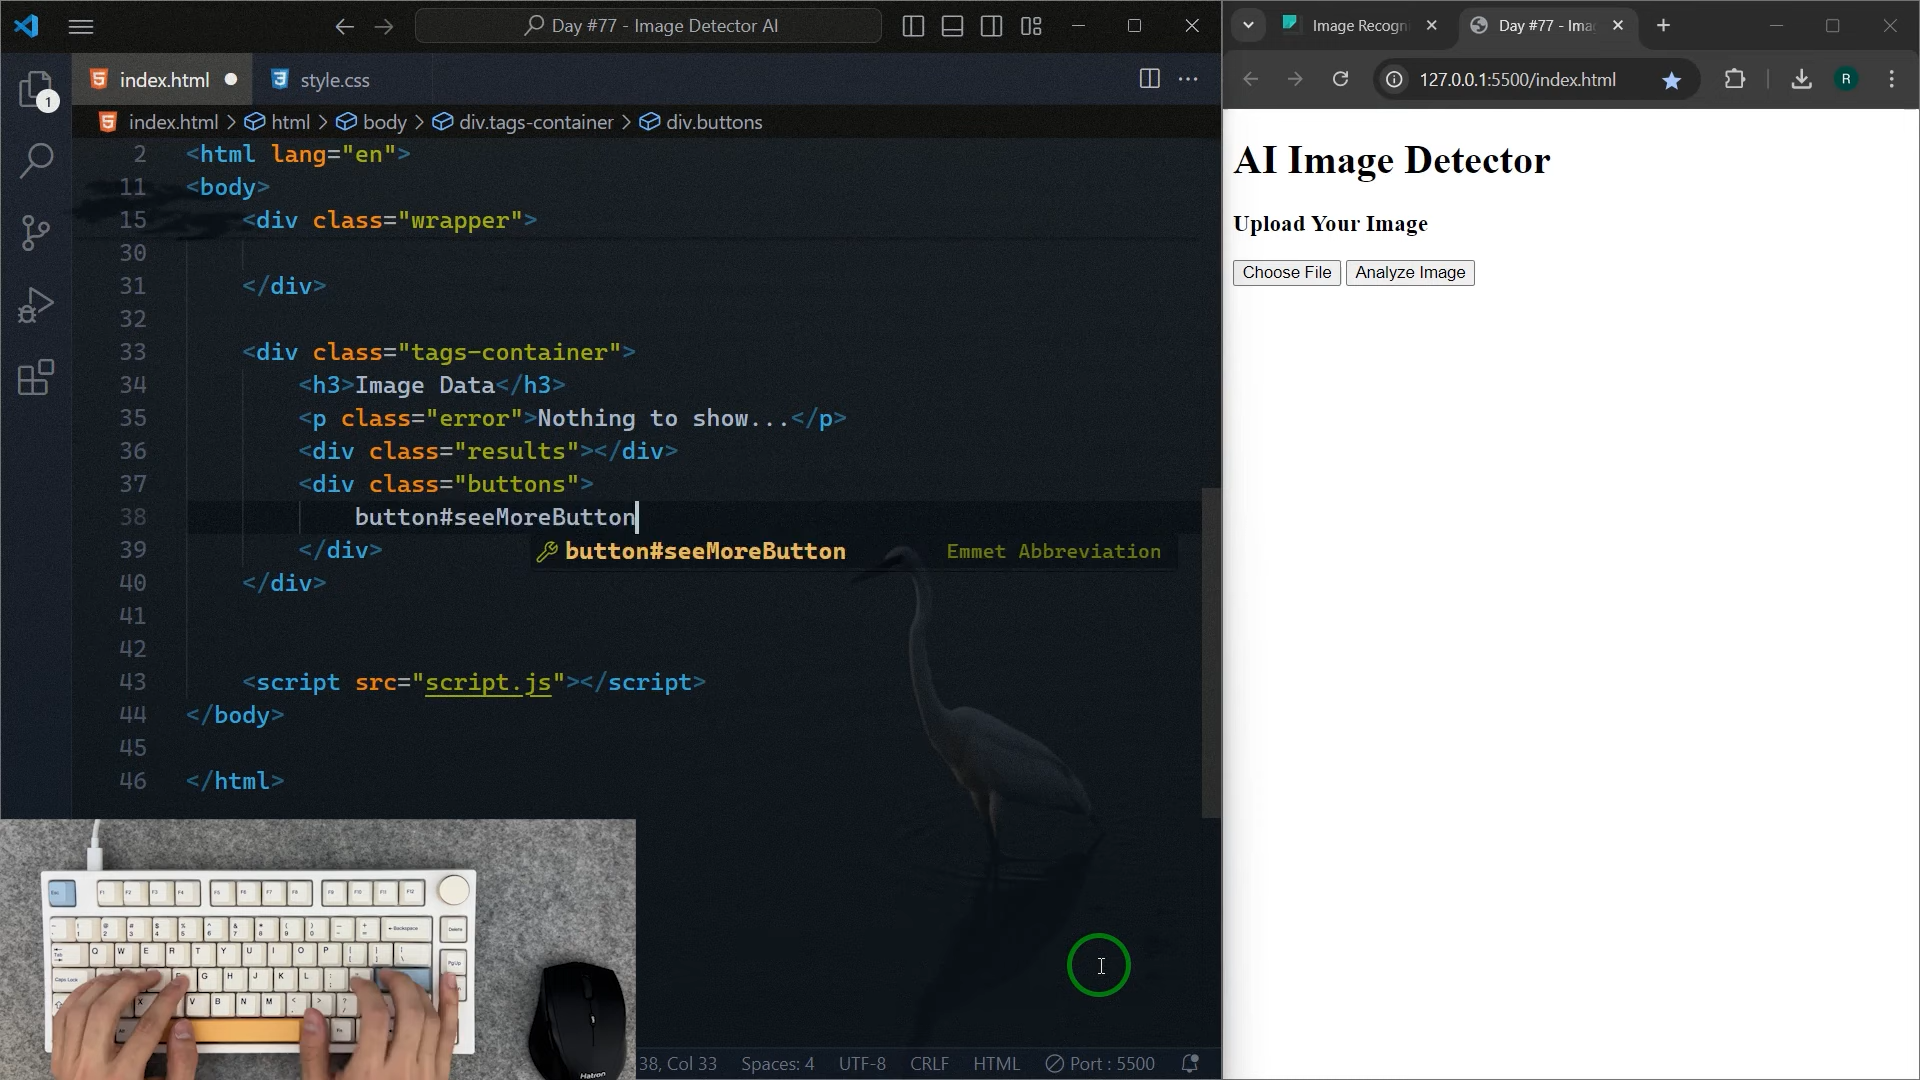 Day #77 - Image Detector AI
index.html
style.css
1
index.html > html > body > div.tags-container > div.buttons
2 <html lang="en">
11 <body>
15 <div class="wrapper">
30
31 </div>
32
33 <div class="tags-container">
34 <h3>Image Data</h3>
35 <p class="error">Nothing to show...</p>
36 <div class="results"></div>
37 <div class="buttons">
38 button#seeMoreButton
39 </div>
button#seeMoreButton Emmet Abbreviation
40 </div>
41
42
43 <script src="script.js"></script>
44 </body>
45
46 </html>
38, Col 33 Spaces: 4 UTF-8 CRLF HTML Port : 5500
Image Recogn
Day #77 - Ima
127.0.0.1:5500/index.html
R
AI Image Detector
Upload Your Image
Choose File Analyze Image
Hatron